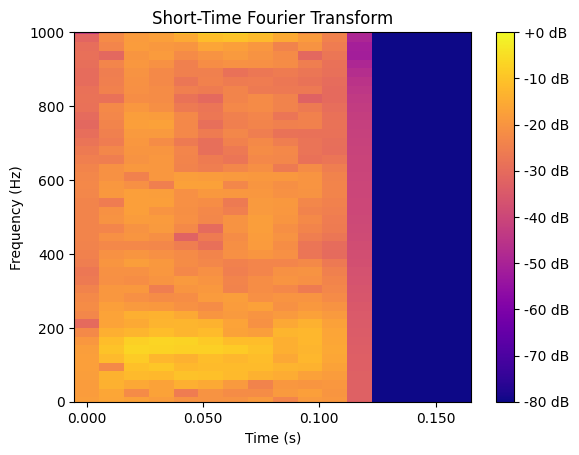 Short-Time Fourier Transform
Frequency (Hz)
1000
800
600
400
200
0
0.000
0.050
0.100
0.150
Time (s)
+0 dB
-10 dB
-20 dB
-30 dB
-40 dB
-50 dB
-60 dB
-70 dB
-80 dB